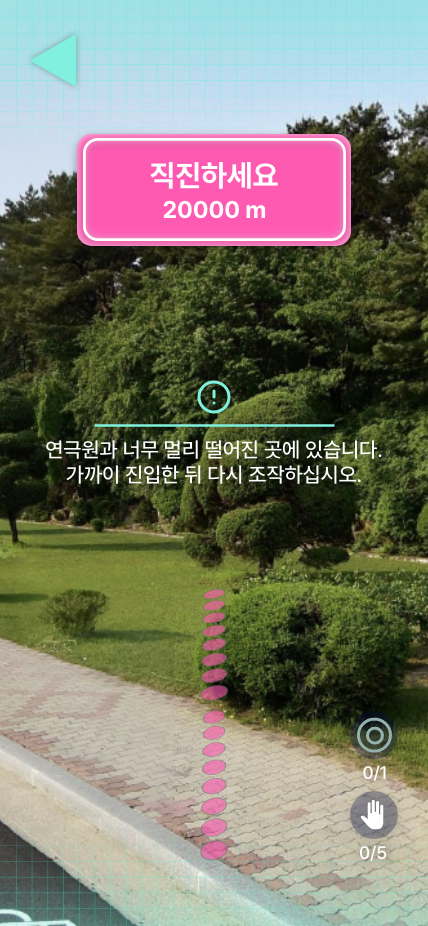 직진하세요
20000 m
연극원과 너무 멀리 떨어진 곳에 있습니다.
가까이 진입한 뒤 다시 조작하십시오.
0/1
0/5